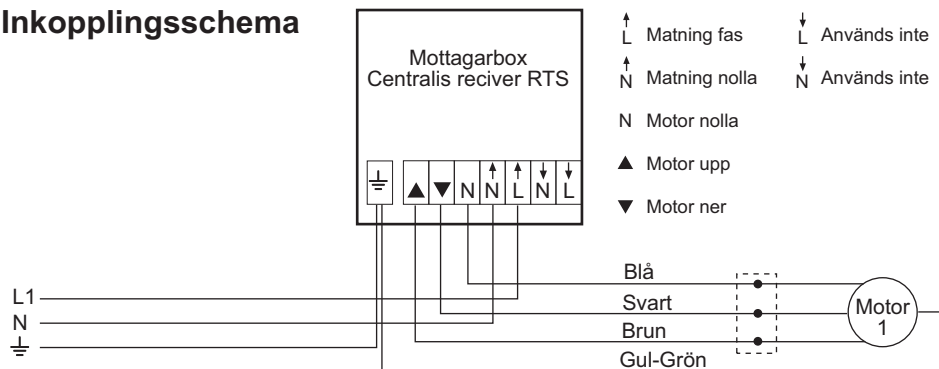 Inkopplingsschema
Mottagarbox
Centralis reciver RTS
L Matning fas
L Används inte
N Matning nolla
N Används inte
N Motor nolla
▲ Motor upp
▼ Motor ner
▲ ▼ N N L N L
Blå
L1
Svart
Motor
1
N
Brun
Gul-Grön